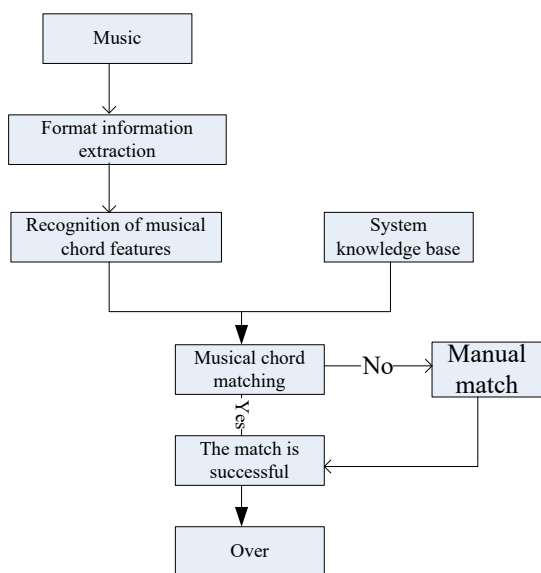 Music
Format information
extraction
Recognition of musical
chord features
System
knowledge base
Musical chord
matching
No
Manual
match
Yes
The match is
successful
Over